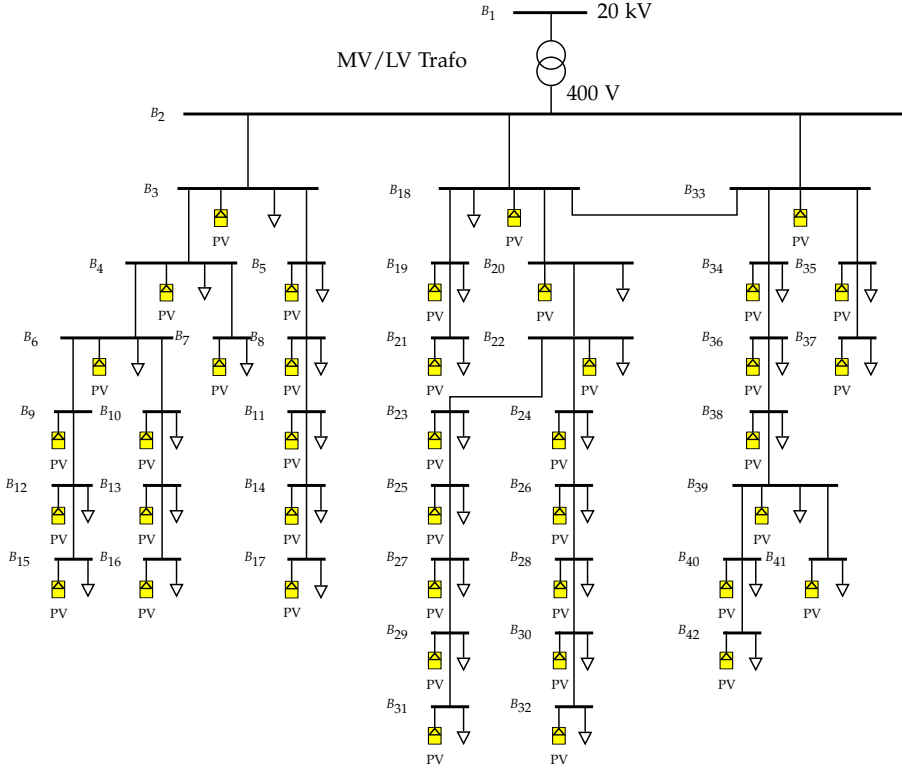 B1 20 kV
MV/LV Trafo
400 V
B2
B3 B18 B33
PV PV PV
B4 B5 B19 B20 B34 B35
PV PV PV PV PV PV
B6 B7 B8 B21 B22 B36 B37
PV PV PV PV PV PV PV
B9 B10 B11 B23 B24 B38
PV PV PV PV PV PV
B12 B13 B14 B25 B26 B39
PV PV PV PV PV PV
B15 B16 B17 B27 B28 B40 B41
PV PV PV PV PV PV PV
B29 B30 B42
PV PV PV
B31 B32
PV PV